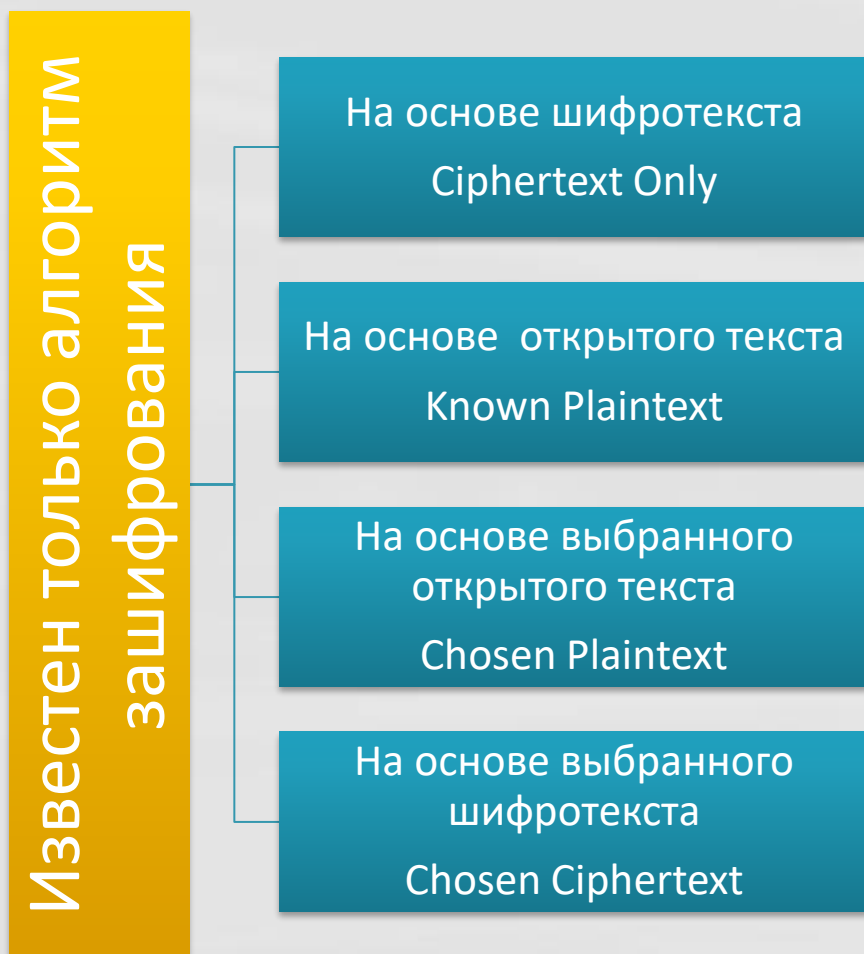 Известен только алгоритм
зашифрования
На основе шифротекста
Ciphertext Only
На основе  открытого текста
Known Plaintext
На основе выбранного
открытого текста
Chosen Plaintext
На основе выбранного
шифротекста
Chosen Ciphertext